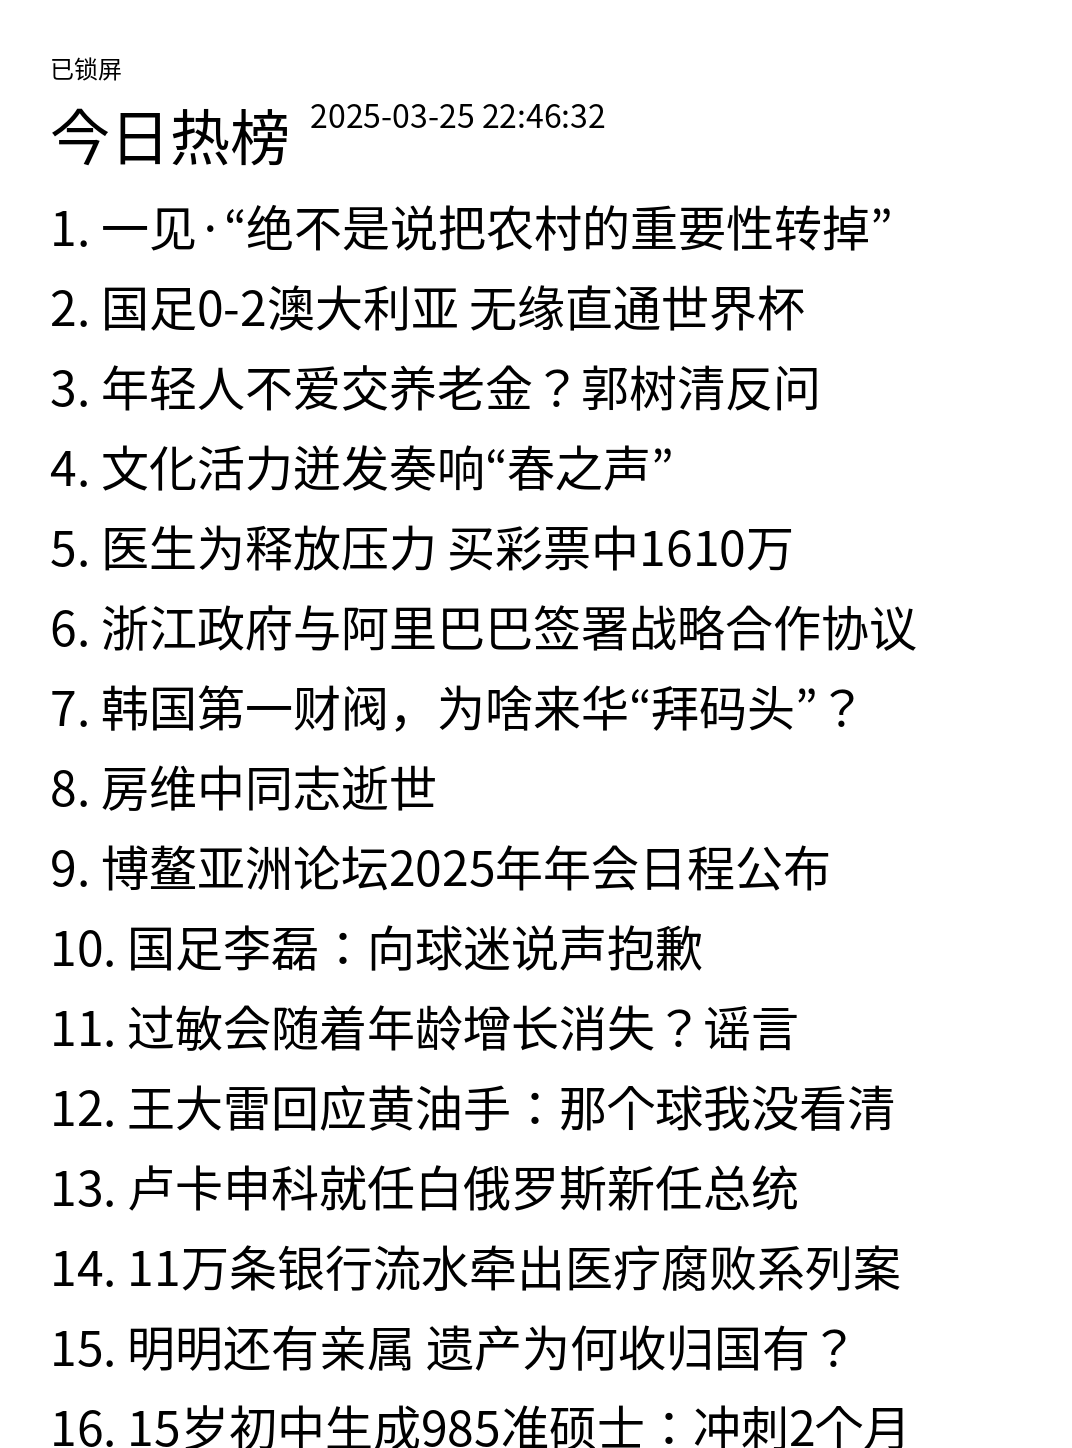 已锁屏
今日热榜 2025-03-25 22:46:32
1. 一见·“绝不是说把农村的重要性转掉”
2. 国足0-2澳大利亚 无缘直通世界杯
3. 年轻人不爱交养老金？郭树清反问
4. 文化活力迸发奏响“春之声”
5. 医生为释放压力 买彩票中1610万
6. 浙江政府与阿里巴巴签署战略合作协议
7. 韩国第一财阀，为啥来华“拜码头”？
8. 房维中同志逝世
9. 博鳌亚洲论坛2025年年会日程公布
10. 国足李磊：向球迷说声抱歉
11. 过敏会随着年龄增长消失？谣言
12. 王大雷回应黄油手：那个球我没看清
13. 卢卡申科就任白俄罗斯新任总统
14. 11万条银行流水牵出医疗腐败系列案
15. 明明还有亲属 遗产为何收归国有？
16. 15岁初中生成985准硕士：冲刺2个月